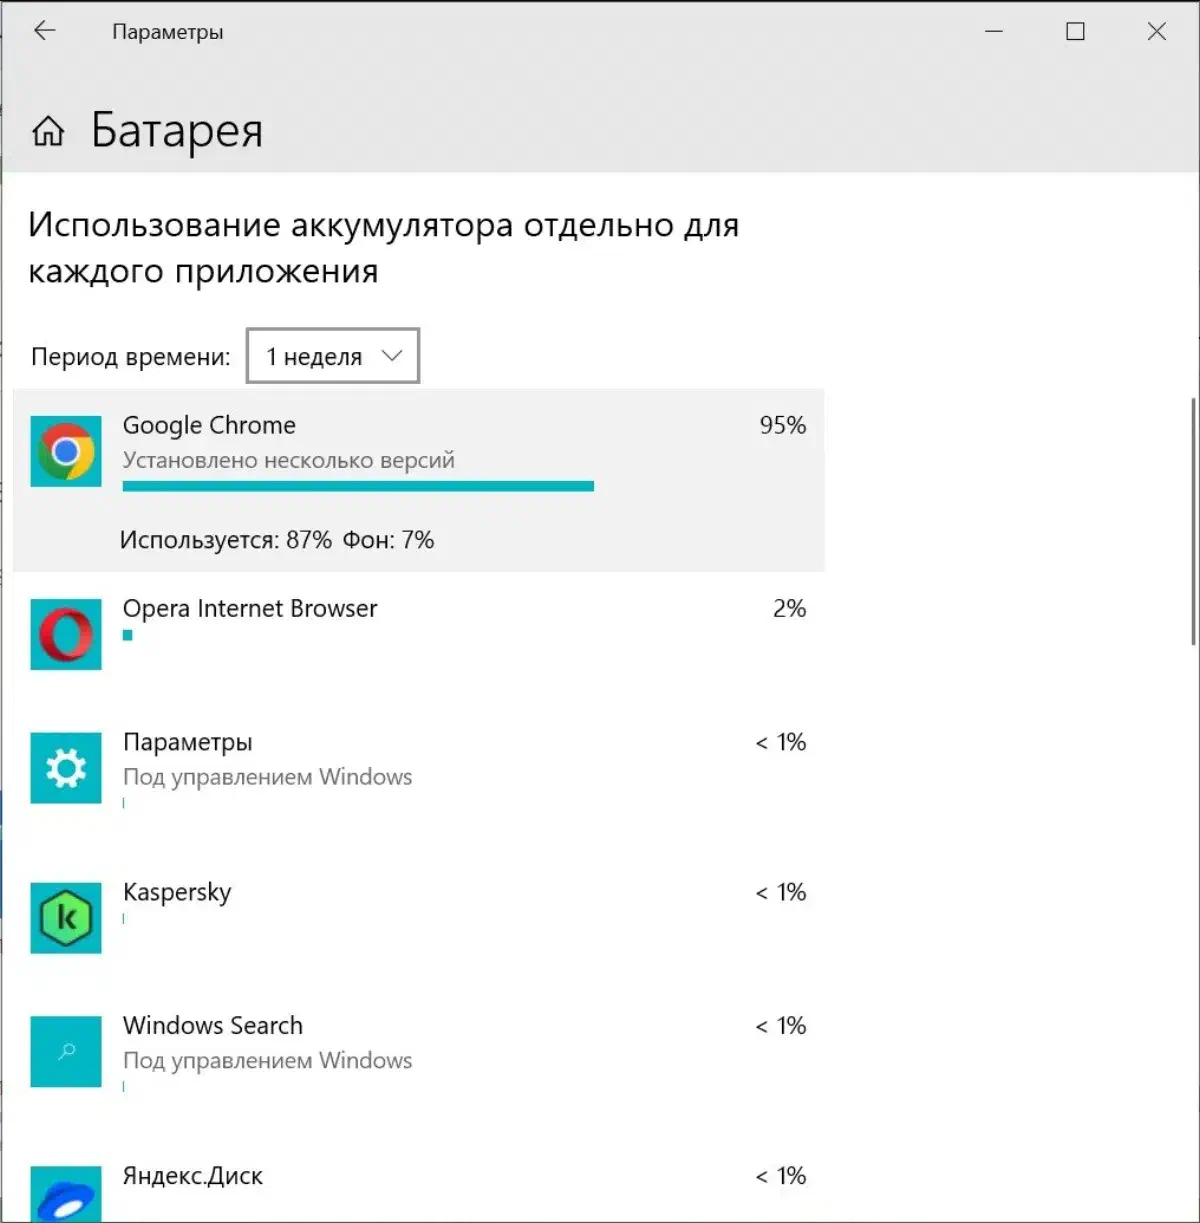 Параметры
Батарея
Использование аккумулятора отдельно для
каждого приложения
Период времени: 1 неделя
Google Chrome 95%
Установлено несколько версий
Используется: 87% Фон: 7%
Opera Internet Browser 2%
Параметры < 1%
Под управлением Windows
Kaspersky < 1%
Windows Search < 1%
Под управлением Windows
Яндекс.Диск < 1%